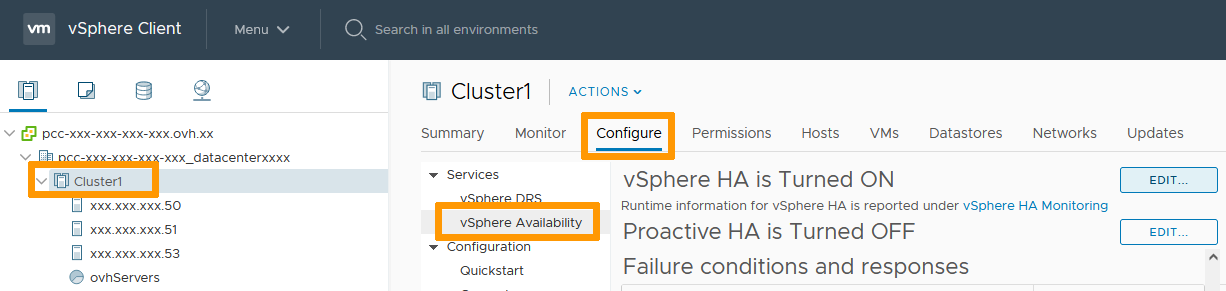 vm vSphere Client Menu Search in all environments
Cluster1 ACTIONS
Summary Monitor Configure Permissions Hosts VMs Datastores Networks Updates
pcc-xxx-xxx-xxx-xxx.ovh.xx
pcc-xxx-xxx-xxx-xxx_datacenterxxxx
Cluster1
xxx.xxx.xxx.50
xxx.xxx.xxx.51
xxx.xxx.xxx.53
ovhServers
Services
vSphere DRS
vSphere Availability
Configuration
Quickstart
vSphere HA is Turned ON EDIT...
Runtime information for vSphere HA is reported under vSphere HA Monitoring
Proactive HA is Turned OFF EDIT...
Failure conditions and responses